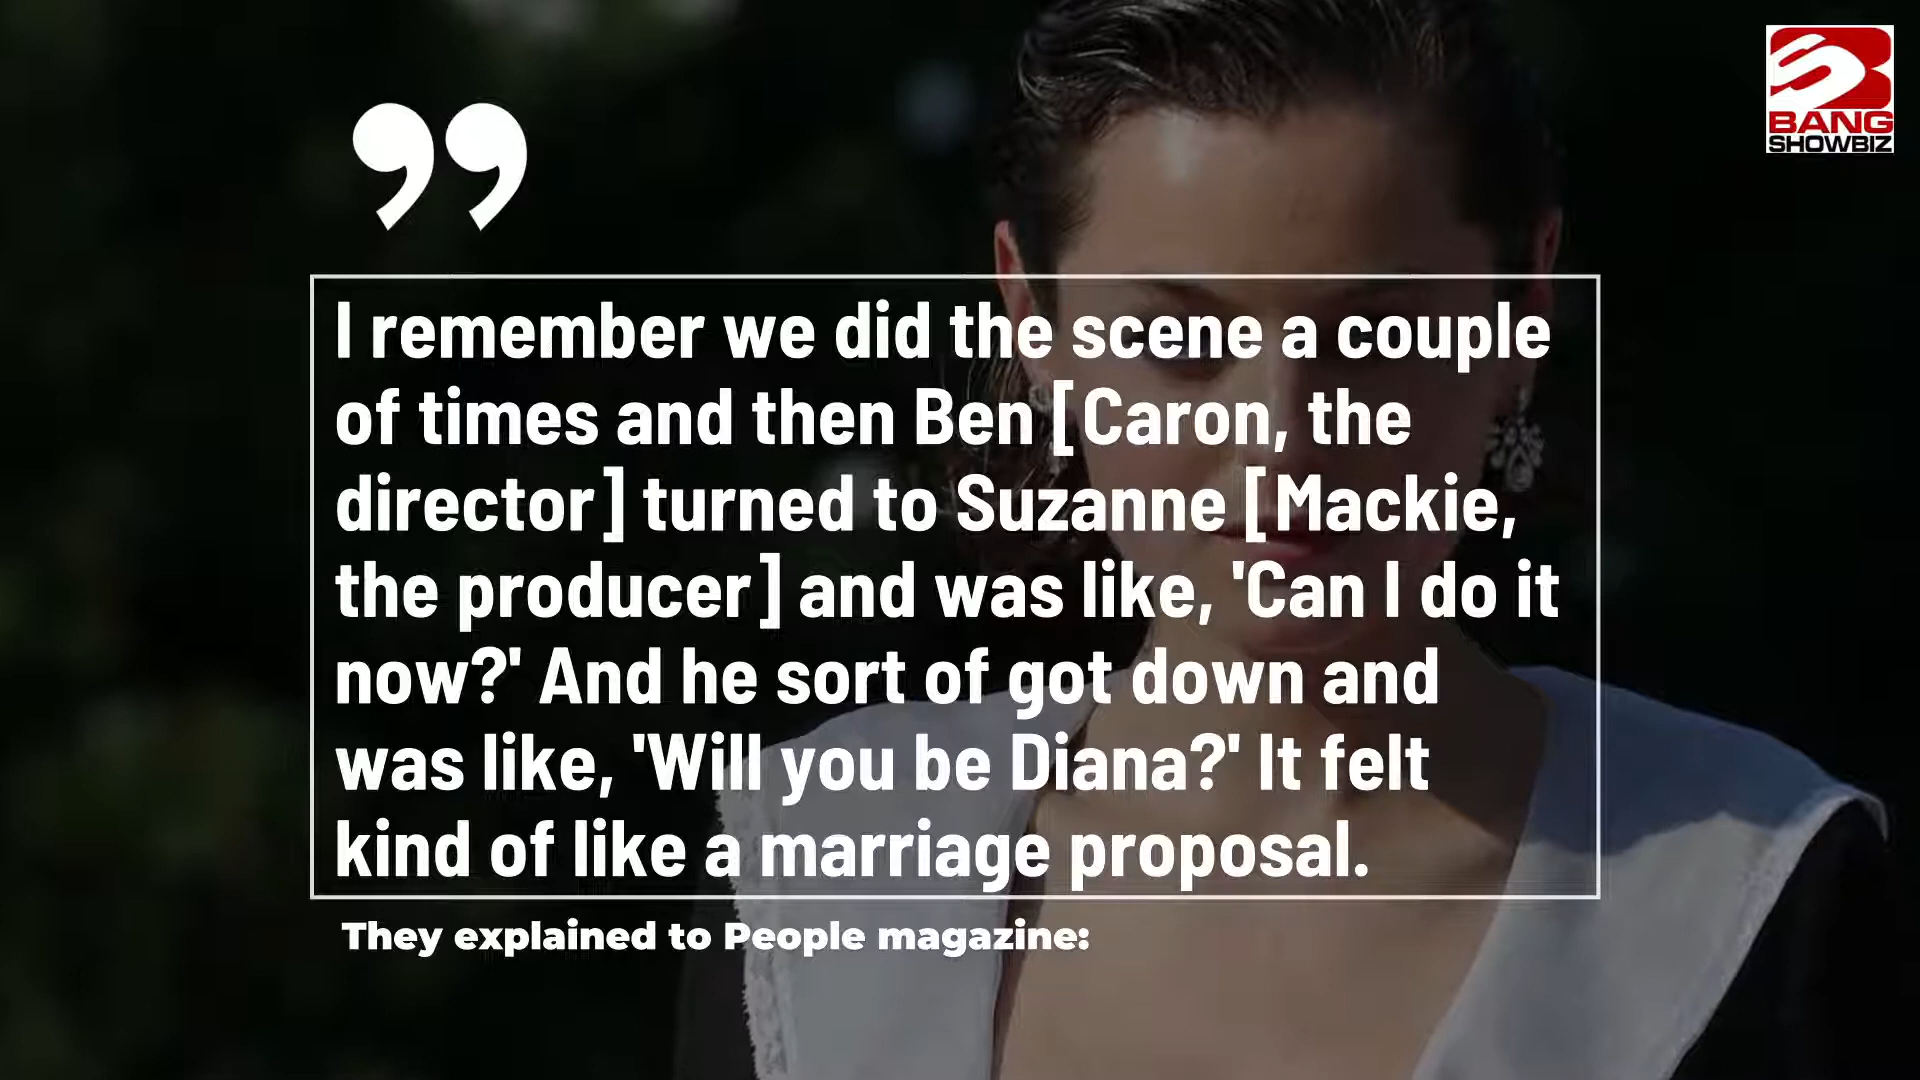 BANG
SHOWBIZ
”
I remember we did the scene a couple
of times and then Ben [Caron, the
director] turned to Suzanne [Mackie,
the producer] and was like, 'Can I do it
now?' And he sort of got down and
was like, 'Will you be Diana?' It felt
kind of like a marriage proposal.
They explained to People magazine: